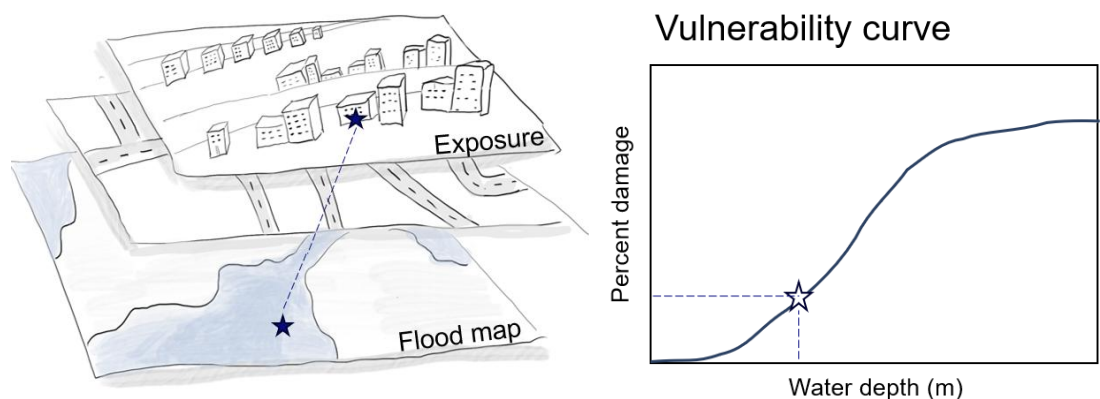 Exposure
Flood map
Vulnerability curve
Percent damage
Water depth (m)